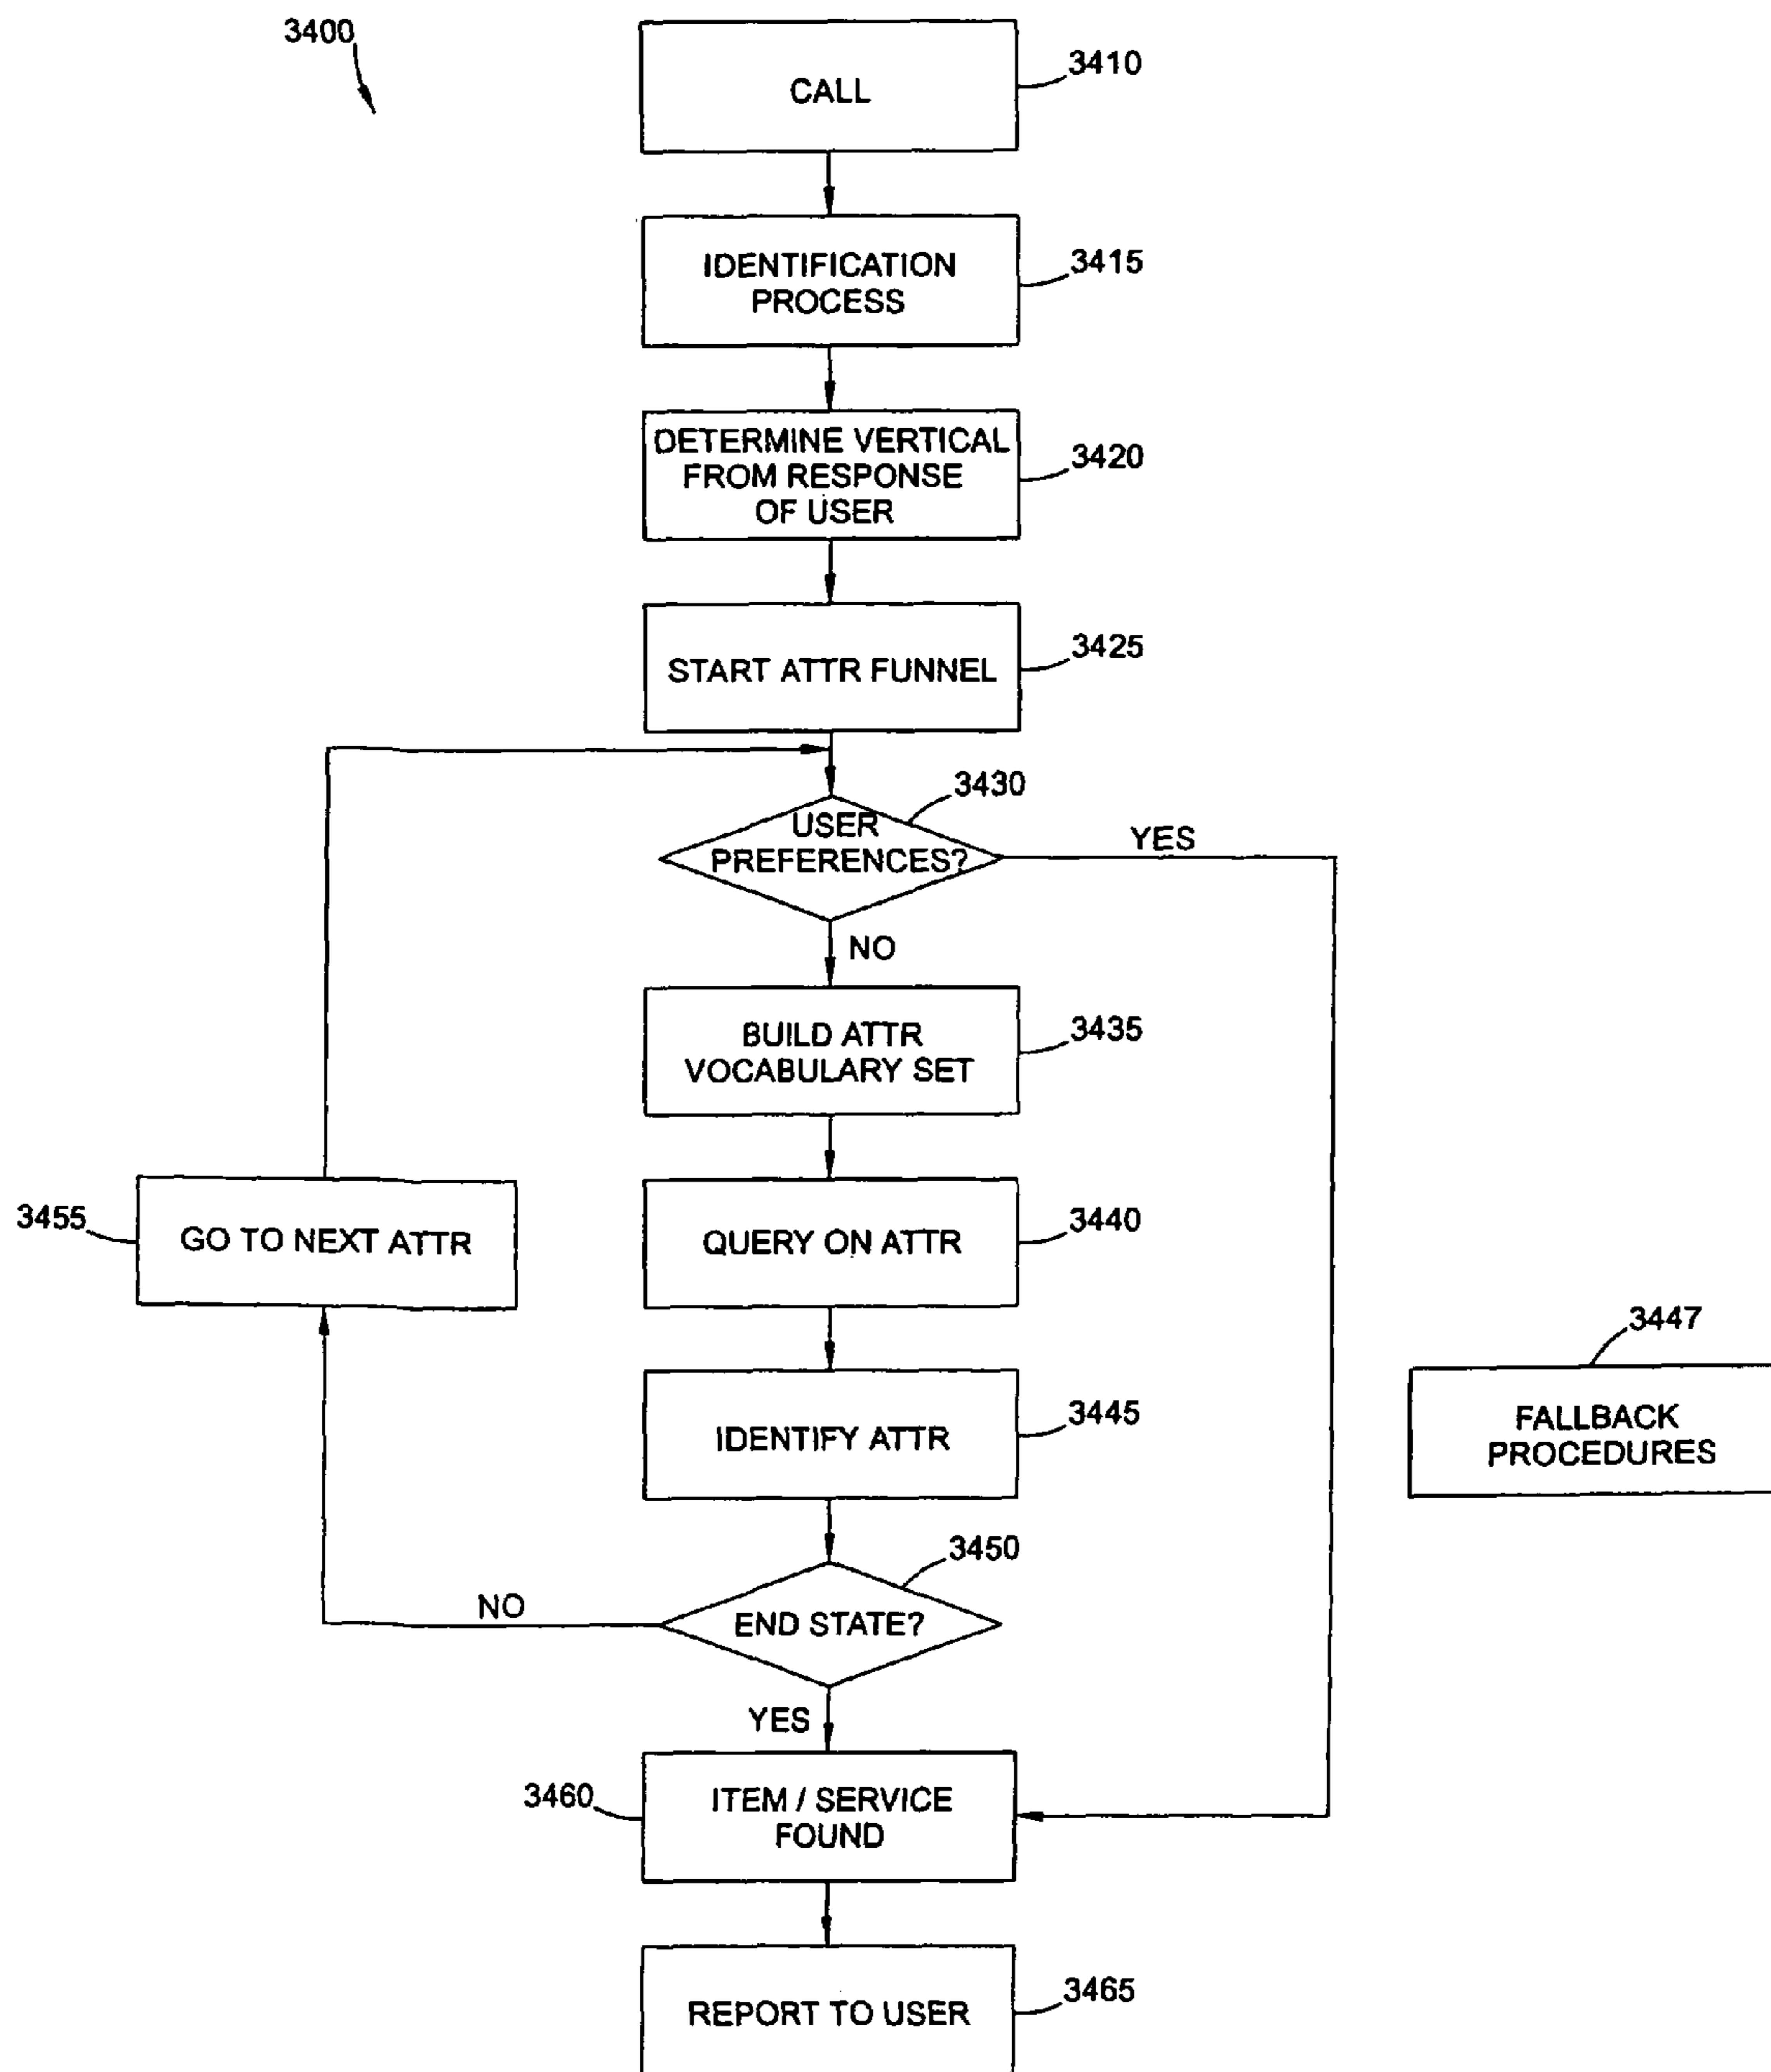 3400
CALL
3410
IDENTIFICATION
PROCESS
3415
DETERMINE VERTICAL
FROM RESPONSE
OF USER
3420
START ATTR FUNNEL
3425
3430
USER
PREFERENCES?
YES
NO
BUILD ATTR
VOCABULARY SET
3435
3455
GO TO NEXT ATTR
QUERY ON ATTR
3440
3447
FALLBACK
PROCEDURES
IDENTIFY ATTR
3445
3450
NO
END STATE?
YES
3460
ITEM / SERVICE
FOUND
REPORT TO USER
3465